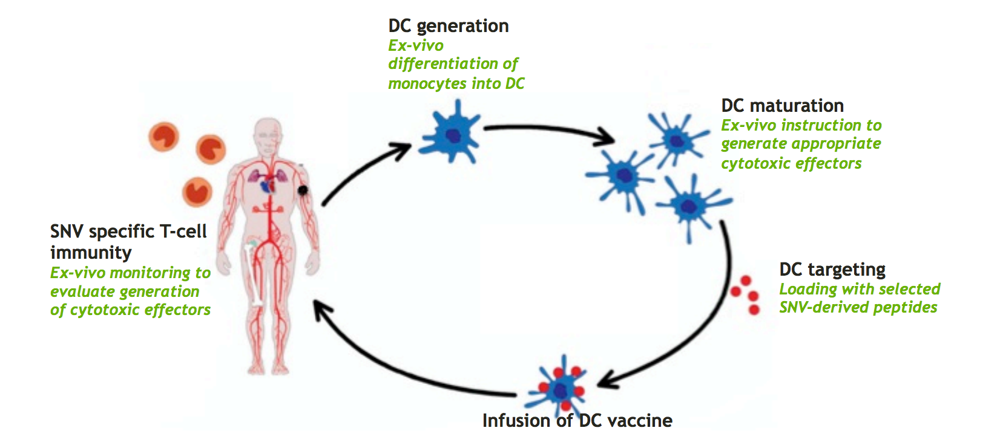 DC generation
Ex-vivo
differentiation of
monocytes into DC
DC maturation
Ex-vivo instruction to
generate appropriate
cytotoxic effectors
DC targeting
Loading with selected
SNV-derived peptides
Infusion of DC vaccine
SNV specific T-cell
immunity
Ex-vivo monitoring to
evaluate generation
of cytotoxic effectors